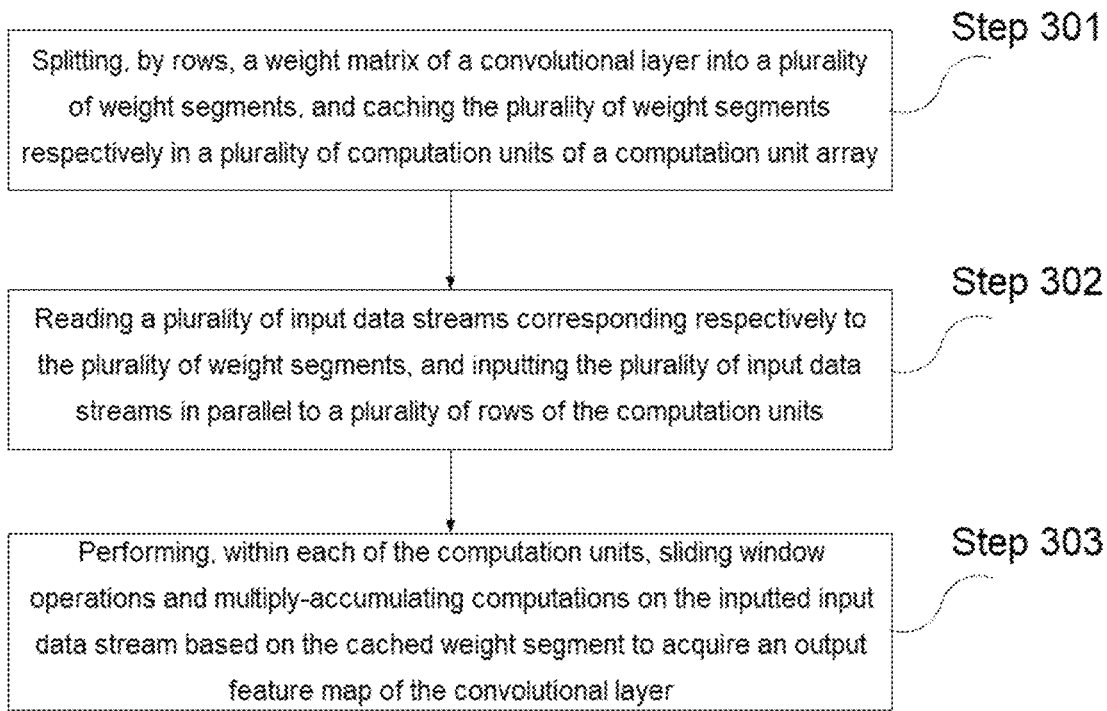 Step 301
Splitting, by rows, a weight matrix of a convolutional layer into a plurality
of weight segments, and caching the plurality of weight segments
respectively in a plurality of computation units of a computation unit array
Step 302
Reading a plurality of input data streams corresponding respectively to
the plurality of weight segments, and inputting the plurality of input data
streams in parallel to a plurality of rows of the computation units
Step 303
Performing, within each of the computation units, sliding window
operations and multiply-accumulating computations on the inputted input
data stream based on the cached weight segment to acquire an output
feature map of the convolutional layer